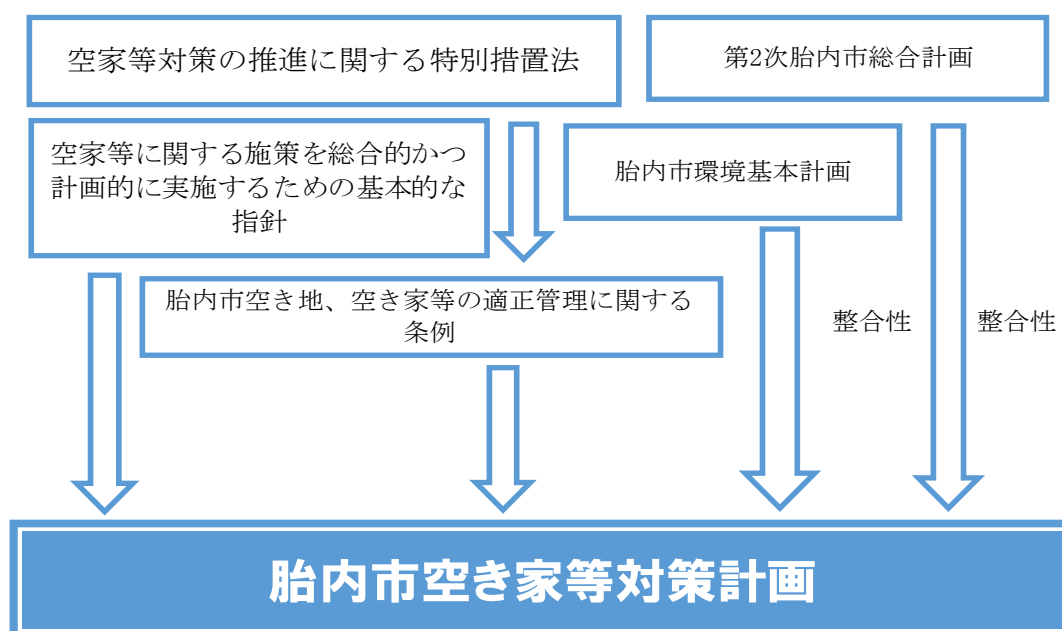 空家等対策の推進に関する特別措置法
第2次胎内市総合計画
空家等に関する施策を総合的かつ
計画的に実施するための基本的な
指針
胎内市環境基本計画
胎内市空き地、空き家等の適正管理に関する
条例
整合性
整合性
胎内市空き家等対策計画